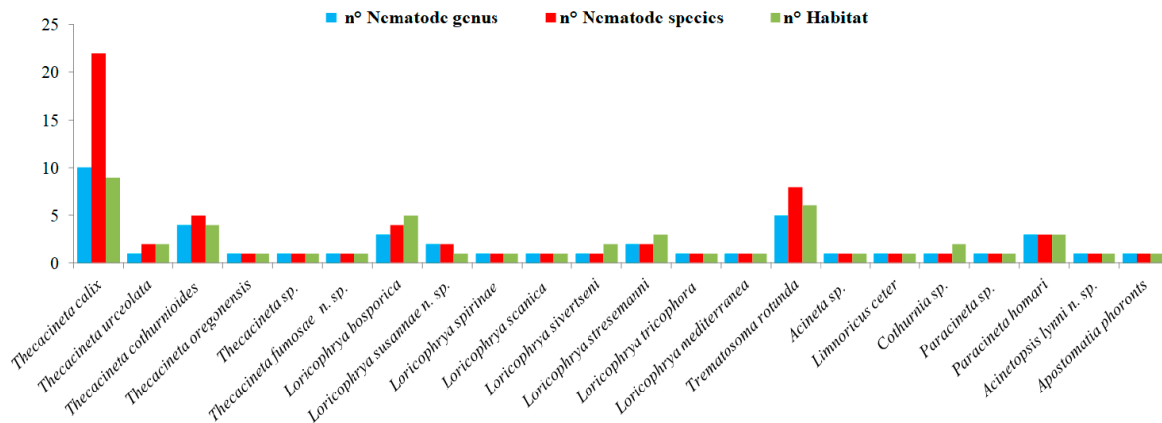 n° Nematode genus n° Nematode species n° Habitat
25
20
15
10
5
0
Thecacineta calix
Thecacineta urceolata
Thecacineta cothurnioides
Thecacineta oregonensis
Thecacineta sp.
Thecacineta fumosae n. sp.
Loricophrya bosporica
Loricophrya susannae n. sp.
Loricophrya spirinae
Loricophrya scanica
Loricophrya sivertseni
Loricophrya stresemanni
Loricophrya tricophora
Loricophrya mediterranea
Trematosoma rotunda
Acineta sp.
Limnoricus ceter
Cothurnia sp.
Paracineta sp.
Paracineta homari
Acinetopsis lynni n. sp.
Apostomatia phoronts